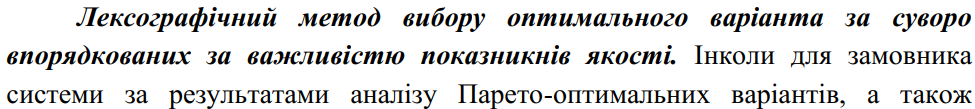 Лексографічний метод вибору оптимального варіанта за суворо
впорядкованих за важливістю показникнів якості. Інколи для замовника
системи за результатами аналізу Парето-оптимальних варіантів, а також